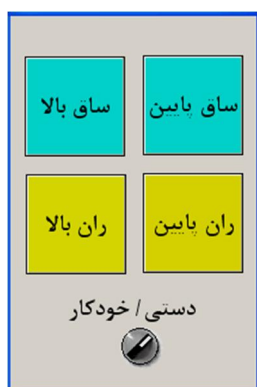 ساق پایین ساق بالا
ران پایین ران بالا
دستی / خودکار